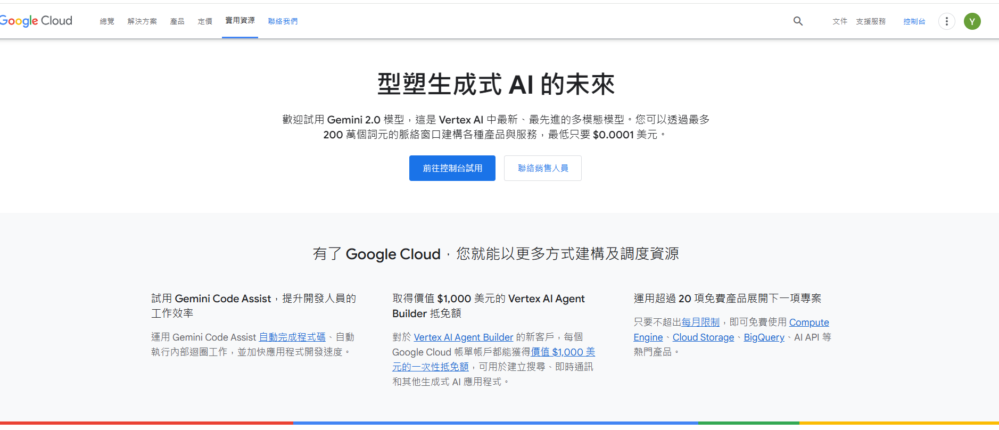 Google Cloud
總覽
解決方案
產品
定價
實用資源
聯絡我們
文件
支援服務
控制台
Y
型塑生成式 AI 的未來
歡迎試用 Gemini 2.0 模型，這是 Vertex AI 中最新、最先進的多模態模型。您可以透過最多
200 萬個詞元的脈絡窗口建構各種產品與服務，最低只要 $0.0001 美元。
前往控制台試用
聯絡銷售人員
有了 Google Cloud，您就能以更多方式建構及調度資源
試用 Gemini Code Assist，提升開發人員的
工作效率
運用 Gemini Code Assist 自動完成程式碼、自動
執行內部迴圈工作，並加快應用程式開發速度。
取得價值 $1,000 美元的 Vertex AI Agent
Builder 抵免額
對於 Vertex AI Agent Builder 的新客戶，每個
Google Cloud 帳單帳戶都能獲得價值 $1,000 美
元的一次性抵免額，可用於建立搜尋、即時通訊
和其他生成式 AI 應用程式。
運用超過 20 項免費產品展開下一項專案
只要不超出每月限制，即可免費使用 Compute
Engine、Cloud Storage、BigQuery、AI API 等
熱門產品。